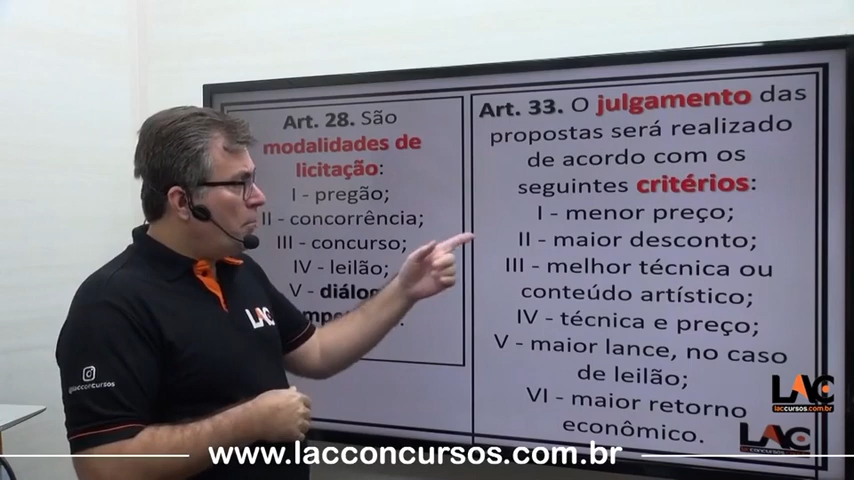 Art. 28. São
modalidades de
licitação:
I - pregão;
II - concorrência;
III - concurso;
IV - leilão;
V -
Art. 33. O julgamento das
propostas será realizado
de acordo com os
seguintes critérios:
I - menor preço;
II - maior desconto;
III - melhor técnica ou
conteúdo artístico;
IV - técnica e preço;
V - maior lance, no caso
de leilão;
VI - maior retorno
econômico.
LAC
@lacconcursos
LAC
laccursos.com.br
LAC
www.lacconcursos.com.br